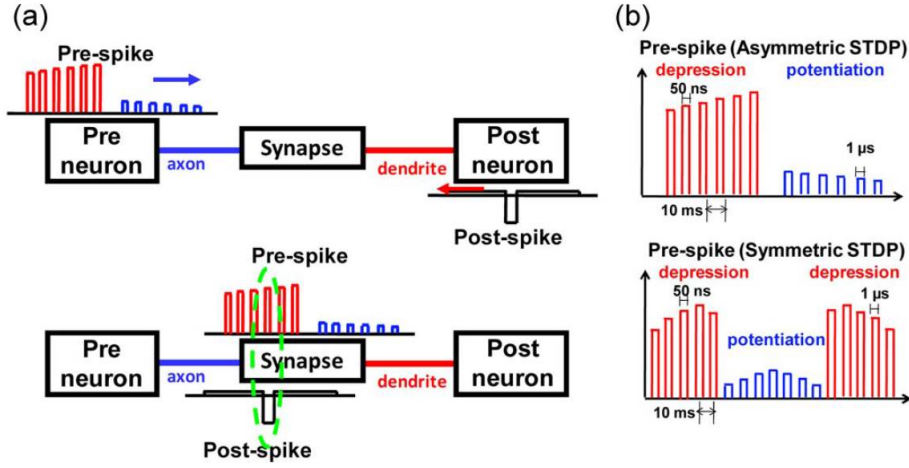 (a)
Pre-spike
Pre
neuron
axon
Synapse
dendrite
Post
neuron
Post-spike
Pre-spike
Pre
neuron
axon
Synapse
dendrite
Post
neuron
Post-spike
(b)
Pre-spike (Asymmetric STDP)
depression
potentiation
50 ns
1 µs
10 ms
Pre-spike (Symmetric STDP)
depression
depression
50 ns
1 µs
potentiation
10 ms